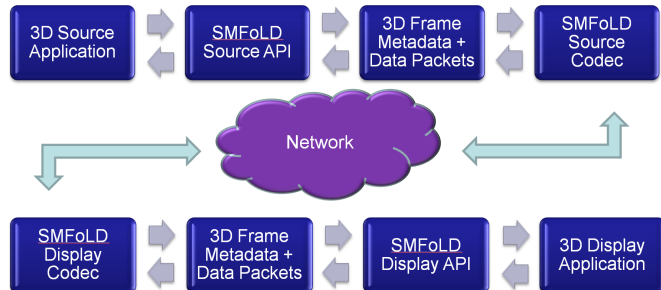 3D Source
Application
SMFoLD
Source API
3D Frame
Metadata +
Data Packets
SMFoLD
Source
Codec
Network
SMFoLD
Display
Codec
3D Frame
Metadata +
Data Packets
SMFoLD
Display API
3D Display
Application